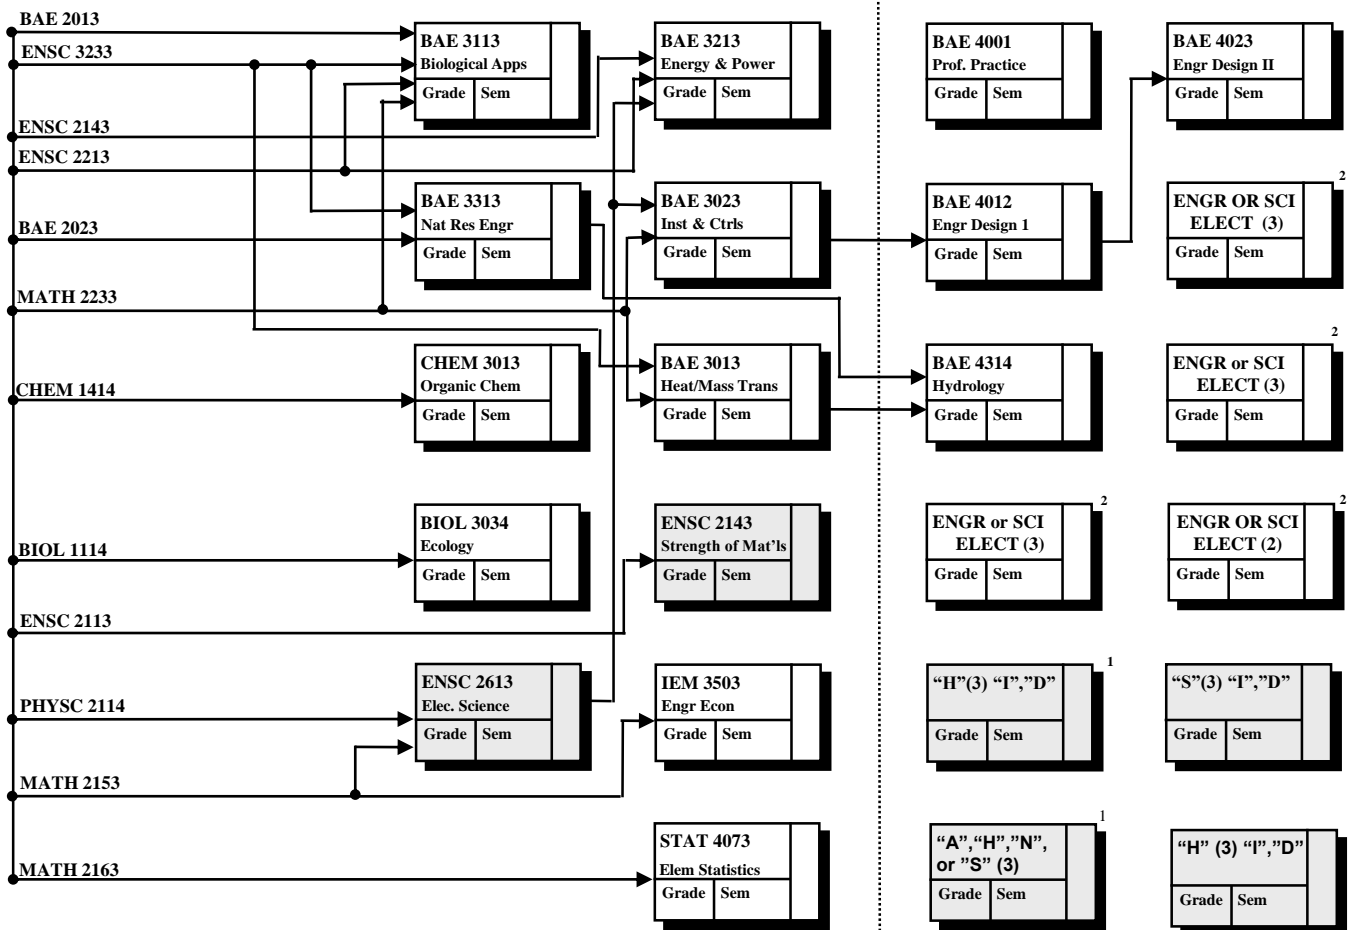 BAE 2013
ENSC 3233
ENSC 2143
ENSC 2213
BAE 2023
MATH 2233
CHEM 1414
BIOL 1114
ENSC 2113
PHYSC 2114
MATH 2153
MATH 2163
BAE 3113
Biological Apps
Grade Sem
BAE 3313
Nat Res Engr
Grade Sem
CHEM 3013
Organic Chem
Grade Sem
BIOL 3034
Ecology
Grade Sem
ENSC 2613
Elec. Science
Grade Sem
BAE 3213
Energy & Power
Grade Sem
BAE 3023
Inst & Ctrls
Grade Sem
BAE 3013
Heat/Mass Trans
Grade Sem
ENSC 2143
Strength of Mat'ls
Grade Sem
IEM 3503
Engr Econ
Grade Sem
STAT 4073
Elem Statistics
Grade Sem
BAE 4001
Prof. Practice
Grade Sem
BAE 4012
Engr Design 1
Grade Sem
BAE 4314
Hydrology
Grade Sem
2
ENGR or SCI
ELECT (3)
Grade Sem
1
“H”(3) “I”,”D”
Grade Sem
1
“A”,“H”,”N”,
or ”S” (3)
Grade Sem
BAE 4023
Engr Design II
Grade Sem
2
ENGR OR SCI
ELECT (3)
Grade Sem
2
ENGR or SCI
ELECT (3)
Grade Sem
2
ENGR OR SCI
ELECT (2)
Grade Sem
“S”(3) “I”,”D”
Grade Sem
“H” (3) “I”,”D”
Grade Sem